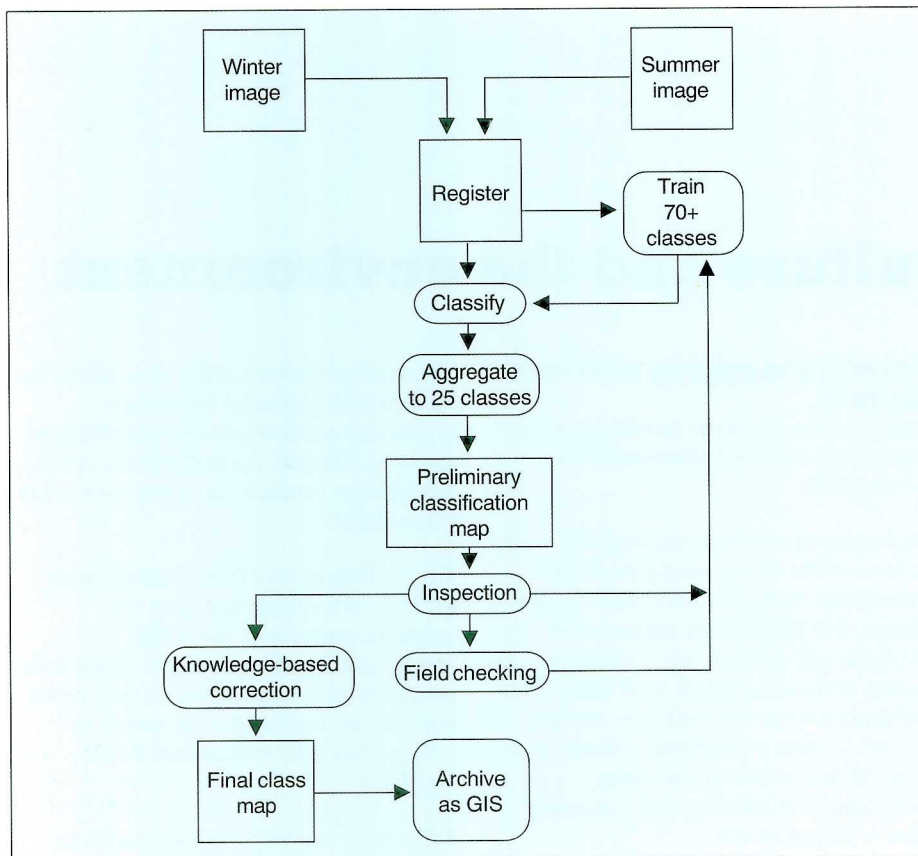 Winter
image
Summer
image
Register
Train
70+
classes
Classify
Aggregate
to 25 classes
Preliminary
classification
map
Inspection
Knowledge-based
correction
Field checking
Final class
map
Archive
as GIS